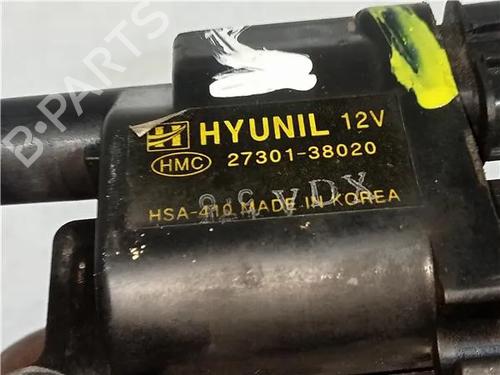 B-PARTS
HYUNIL 12V
HMC 27301-38020
HSA-410 MADE IN KOREA